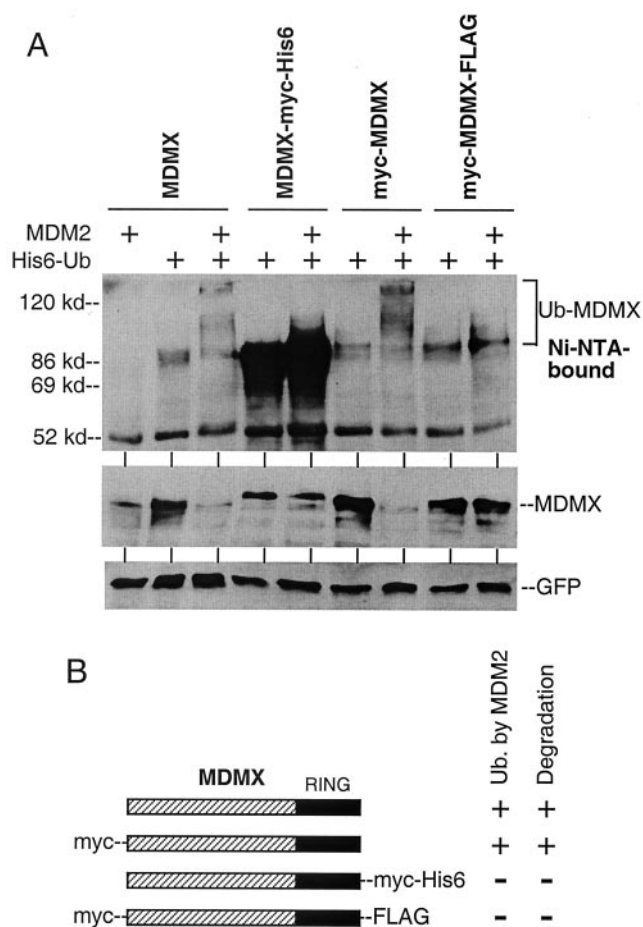 A
MDMX
MDMX-myc-His6
myc-MDMX
myc-MDMX-FLAG
MDM2 + + + + +
His6-Ub + + + + + + + +
120 kd--
86 kd--
69 kd--
52 kd--
Ub-MDMX
Ni-NTA-
bound
--MDMX
--GFP
B
Ub. by MDM2
Degradation
MDMX RING
+ +
myc-- + +
--myc-His6 - -
myc-- --FLAG - -